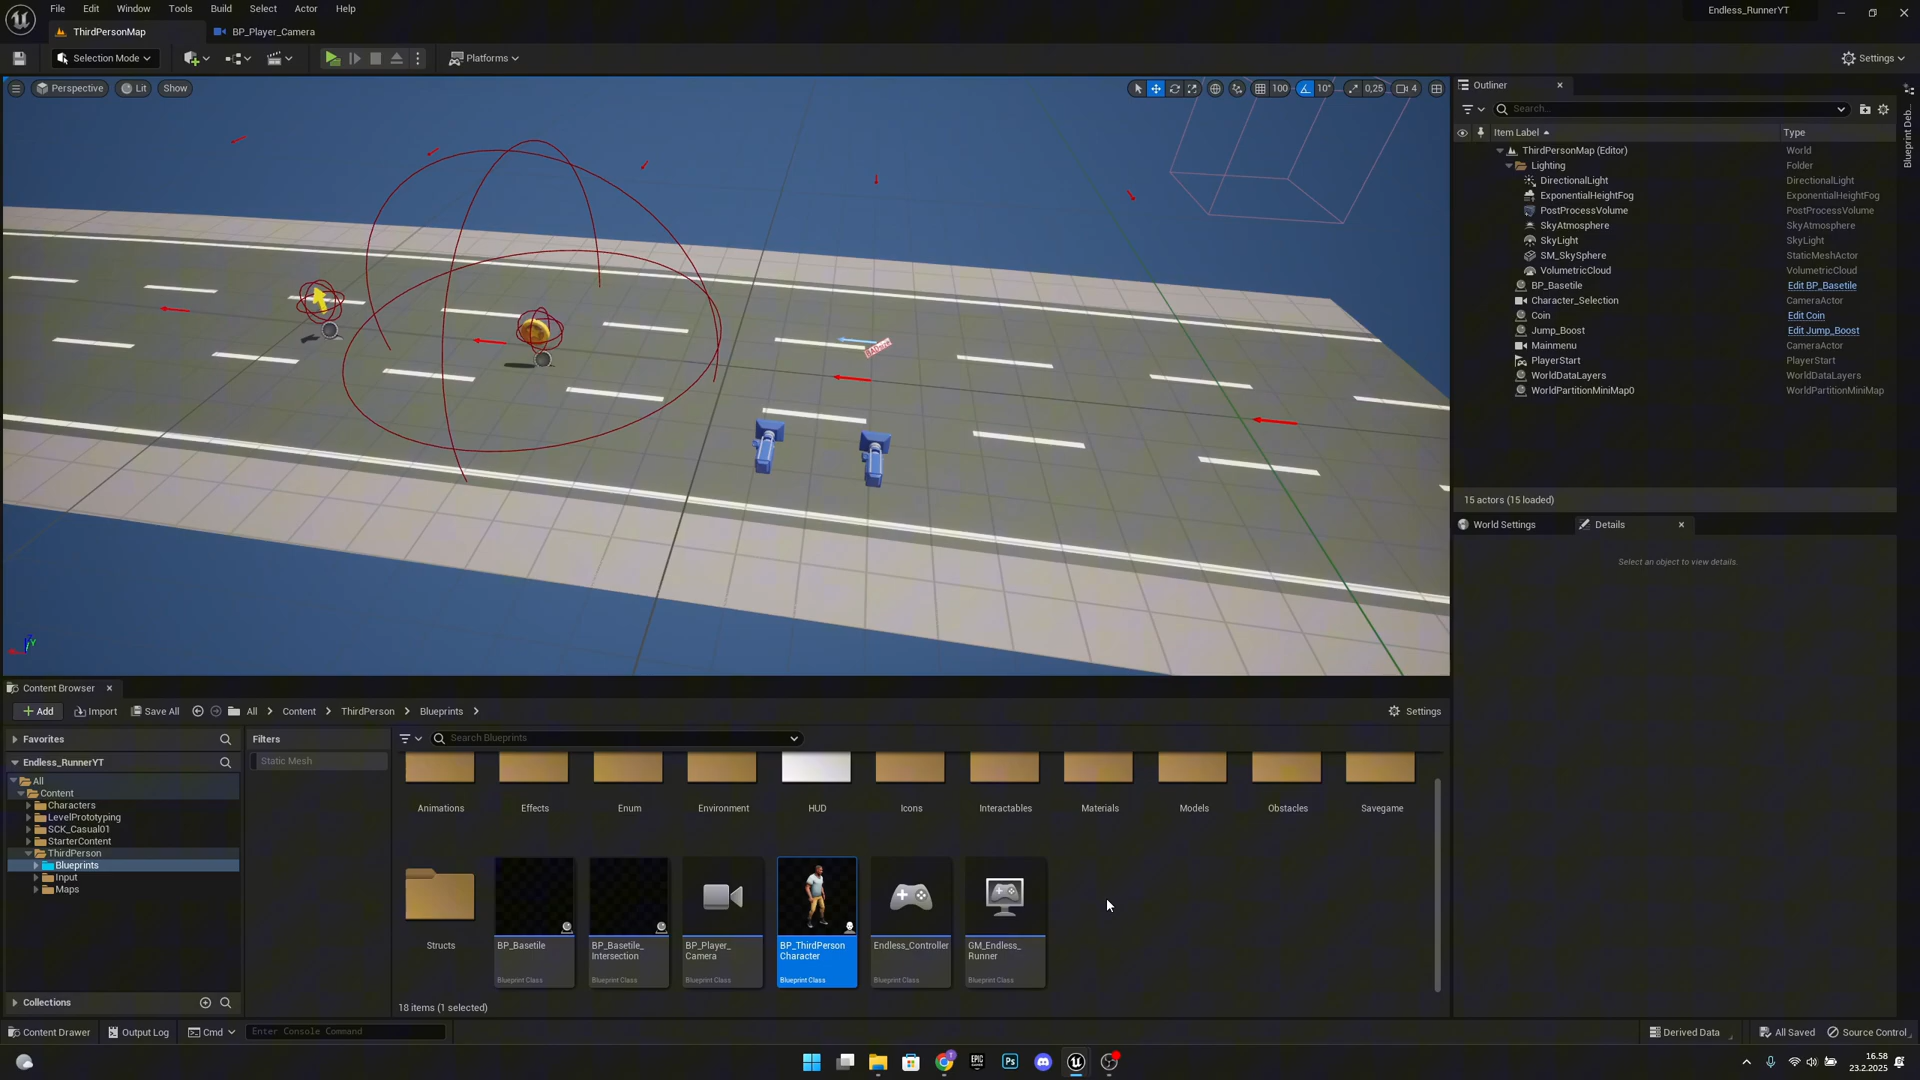 File Edit Window Tools Build Select Actor Help
Endless_RunnerYT
ThirdPersonMap
BP_Player_Camera
Selection Mode
Platforms
Settings
Perspective
Lit
Show
100
10°
0,25
4
Outliner
Search...
Item Label
Type
ThirdPersonMap (Editor) World
Lighting Folder
DirectionalLight DirectionalLight
ExponentialHeightFog ExponentialHeightFog
PostProcessVolume PostProcessVolume
SkyAtmosphere SkyAtmosphere
SkyLight SkyLight
SM_SkySphere StaticMeshActor
VolumetricCloud VolumetricCloud
BP_Basetile Edit BP_Basetile
Character_Selection CameraActor
Coin Edit Coin
Jump_Boost Edit Jump_Boost
Mainmenu CameraActor
PlayerStart PlayerStart
WorldDataLayers WorldDataLayers
WorldPartitionMiniMap0 WorldPartitionMiniMap
15 actors (15 loaded)
World Settings
Details
Select an object to view details.
Blueprint Deb...
Content Browser
Add
Import
Save All
All
Content
ThirdPerson
Blueprints
Settings
Favorites
Endless_RunnerYT
All
Content
Characters
LevelPrototyping
SCK_Casual01
StarterContent
ThirdPerson
Blueprints
Input
Maps
Collections
Filters
Static Mesh
Search Blueprints
Animations
Effects
Enum
Environment
HUD
Icons
Interactables
Materials
Models
Obstacles
Savegame
Structs
BP_Basetile
Blueprint Class
BP_Basetile_
Intersection
Blueprint Class
BP_Player_
Camera
Blueprint Class
BP_ThirdPerson
Character
Blueprint Class
Endless_Controller
Blueprint Class
GM_Endless_
Runner
Blueprint Class
18 items (1 selected)
Content Drawer
Output Log
Cmd
Enter Console Command
Derived Data
All Saved
Source Control
16.58
23.2.2025